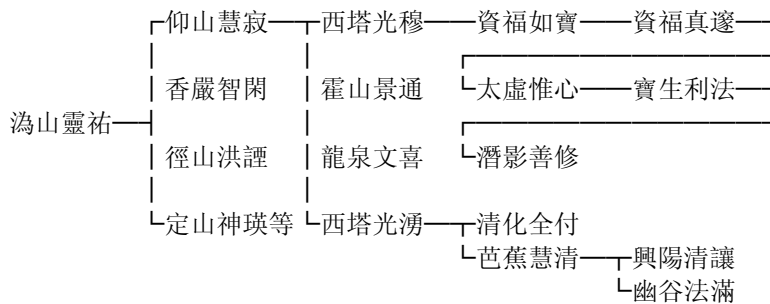 ┌仰山慧寂─┬西塔光穆──資福如寶──資福真邃─
│ │ ┌──────────
│香嚴智閑 │霍山景通 └太虛惟心──寶生利法─
溈山靈祐─┤ │
│ │ ┌──────────
│徑山洪諲 │龍泉文喜 └潛影善修
│ │
└定山神瑛等└西塔光湧─┬清化全付
└芭蕉慧清─┬興陽清讓
└幽谷法滿